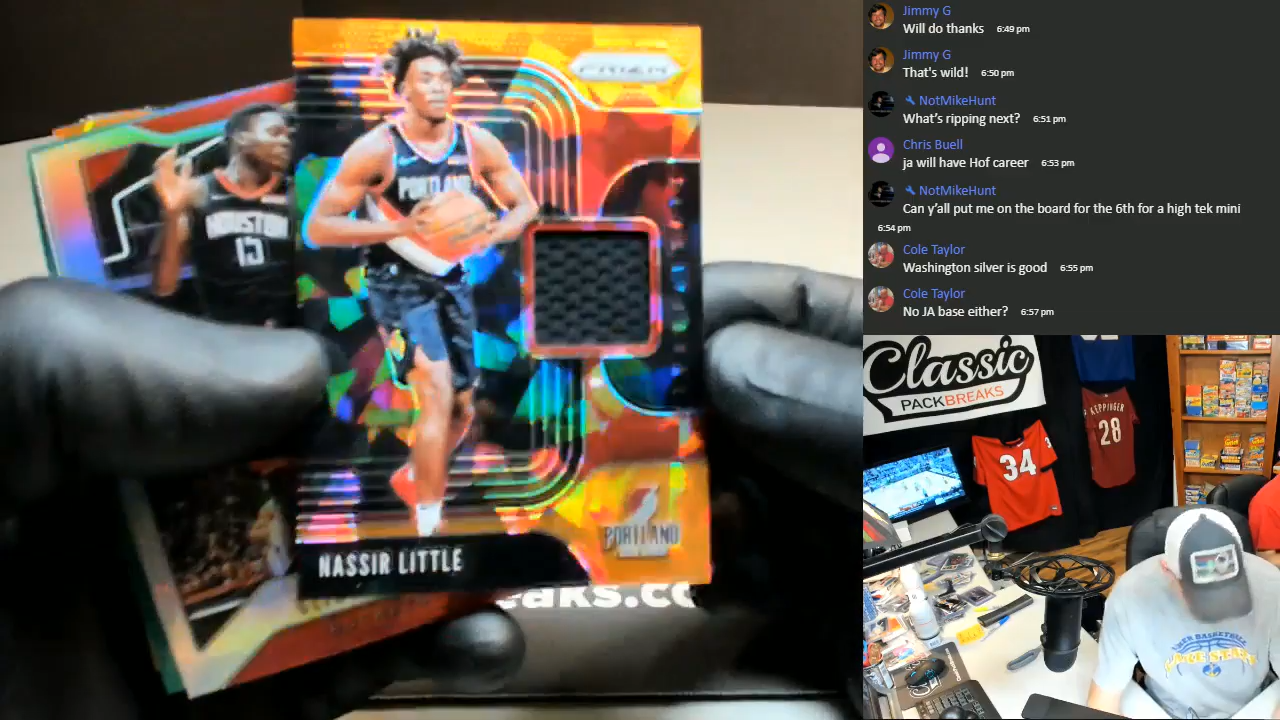 PRIZM
PORTLAND
HOUSTON
13
PORTLAND
NASSIR LITTLE
eaks.co
Jimmy G
Will do thanks 6:49 pm
Jimmy G
That's wild! 6:50 pm
NotMikeHunt
What's ripping next? 6:51 pm
Chris Buell
ja will have Hof career 6:53 pm
NotMikeHunt
Can y'all put me on the board for the 6th for a high tek mini
6:54 pm
Cole Taylor
Washington silver is good 6:55 pm
Cole Taylor
No JA base either? 6:57 pm
Classic
PACKBREAKS
34
KEPPINGER
28